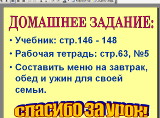 ДОМАШНЕЕ ЗАДАНИЕ:
• Учебник: стр.146 - 148
• Рабочая тетрадь: стр.63, №5
• Составить меню на завтрак,
обед и ужин для своей
семьи.
спасибо за урок!